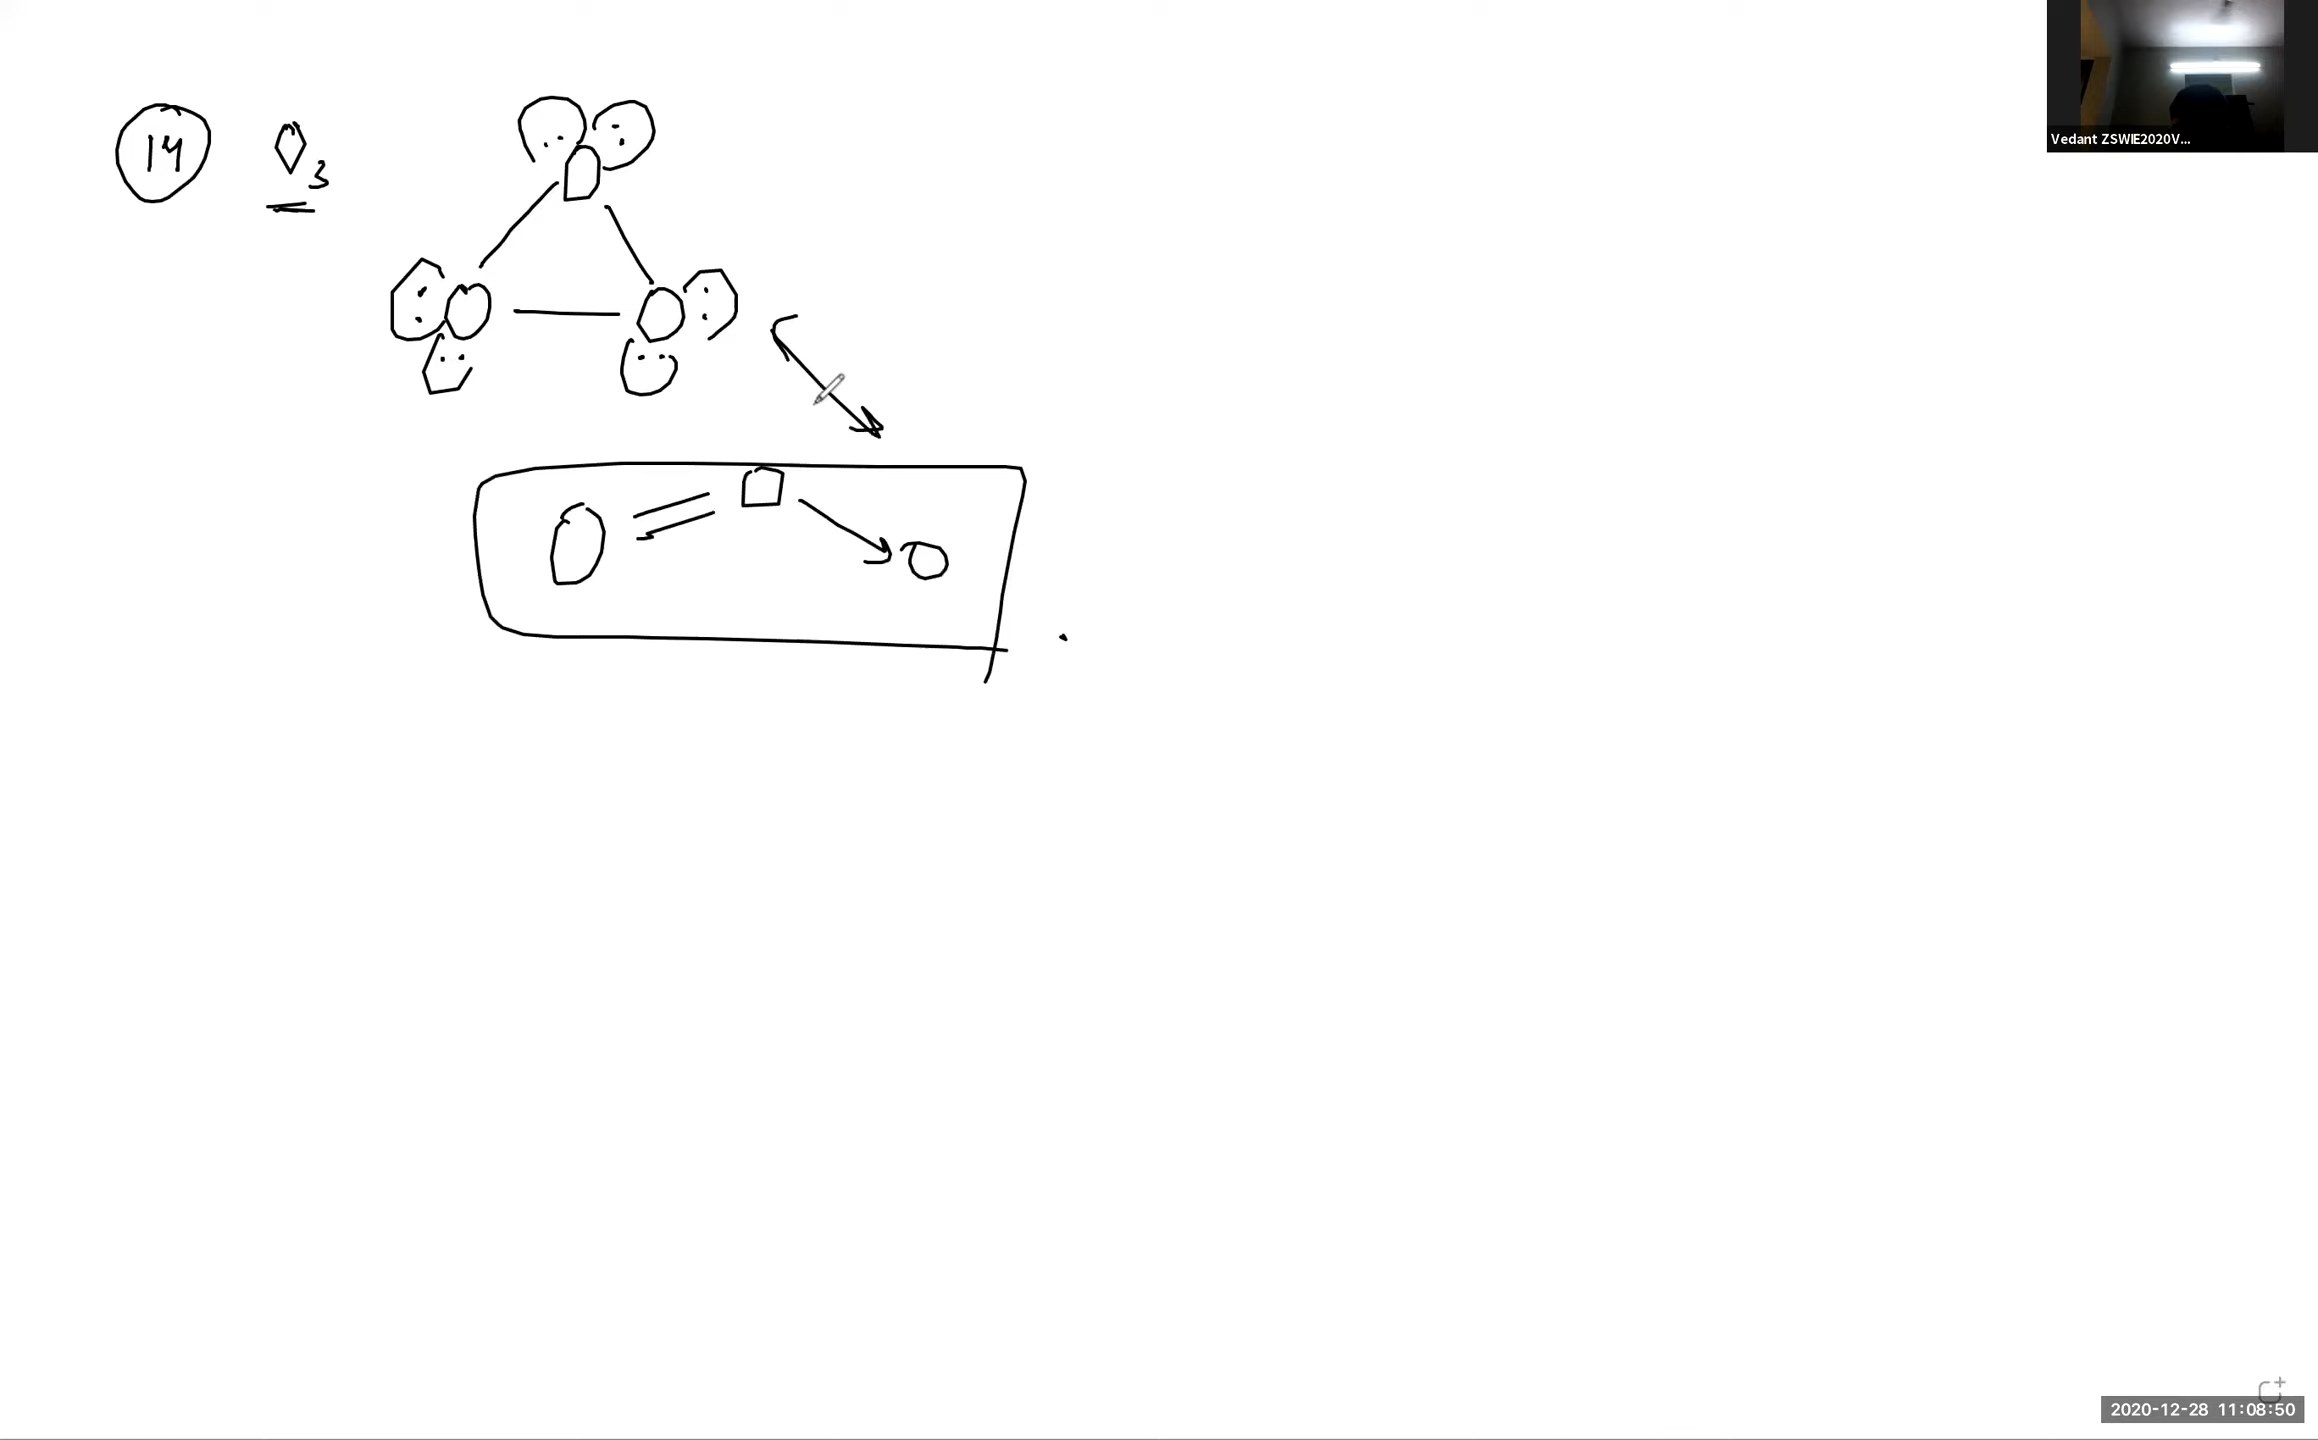 14 O3
O O O
O = O → O
Vedant ZSWIE2020V...
2020-12-28 11:08:50